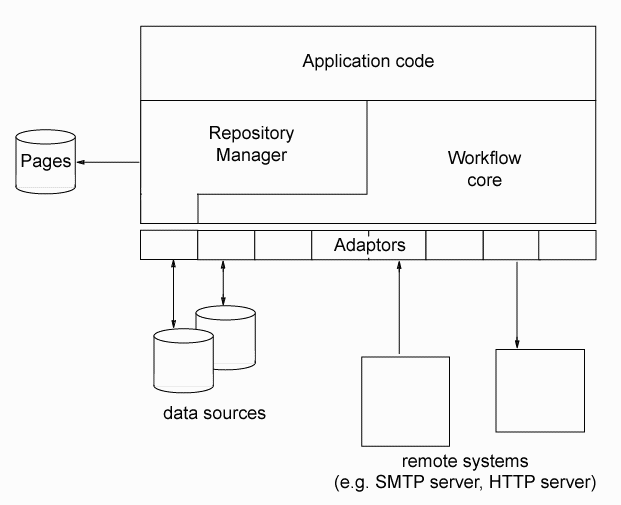 Application code
Repository
Manager
Pages
Workflow
core
Adaptors
data sources
remote systems
(e.g. SMTP server, HTTP server)